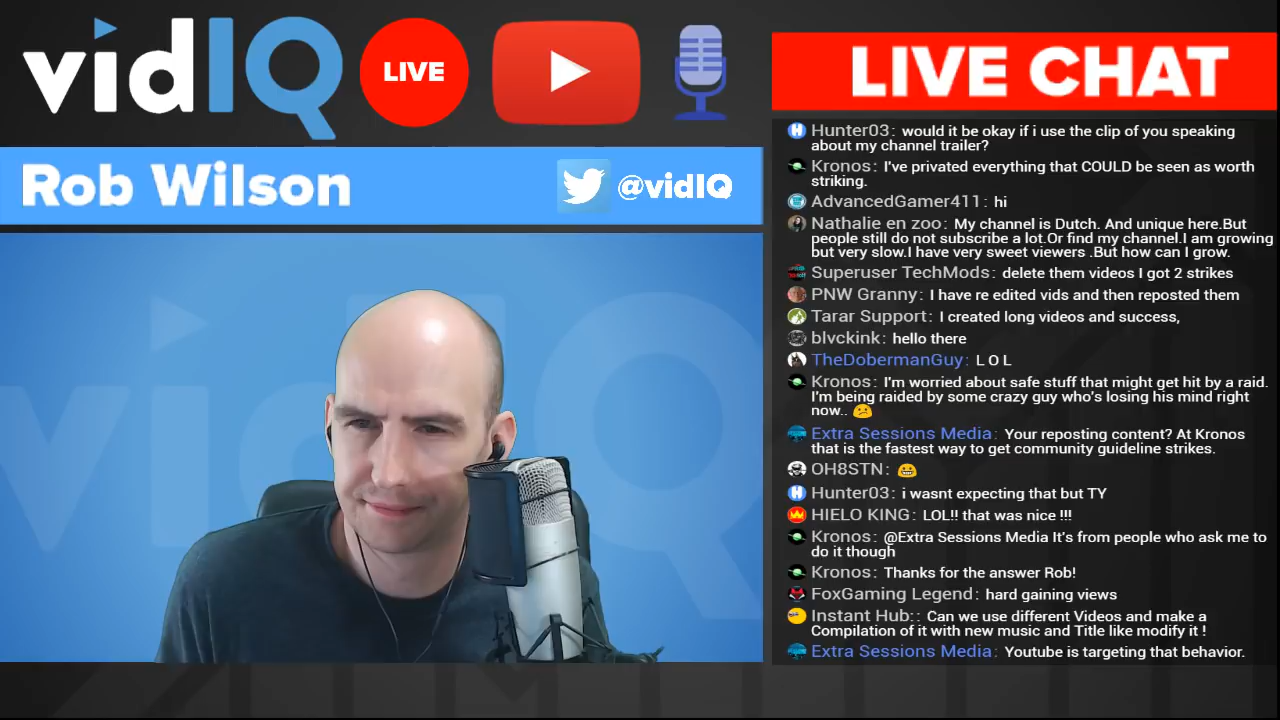 vidIQ
LIVE
LIVE CHAT
Rob Wilson
@vidIQ
Hunter03: would it be okay if i use the clip of you speaking
about my channel trailer?
Kronos: I've privated everything that COULD be seen as worth
striking.
AdvancedGamer411: hi
Nathalie en zoo: My channel is Dutch. And unique here.But
people still do not subscribe a lot.Or find my channel.I am growing
but very slow.I have very sweet viewers .But how can I grow.
Superuser TechMods: delete them videos I got 2 strikes
PNW Granny: I have re edited vids and then reposted them
Tarar Support: I created long videos and success,
blvckink: hello there
TheDobermanGuy: L O L
Kronos: I'm worried about safe stuff that might get hit by a raid.
I'm being raided by some crazy guy who's losing his mind right
now.. 😕
Extra Sessions Media: Your reposting content? At Kronos
that is the fastest way to get community guideline strikes.
OH8STN: 😀
Hunter03: i wasnt expecting that but TY
HIELO KING: LOL!! that was nice !!!
Kronos: @Extra Sessions Media It's from people who ask me to
do it though
Kronos: Thanks for the answer Rob!
FoxGaming Legend: hard gaining views
Instant Hub:: Can we use different Videos and make a
Compilation of it with new music and Title like modify it !
Extra Sessions Media: Youtube is targeting that behavior.